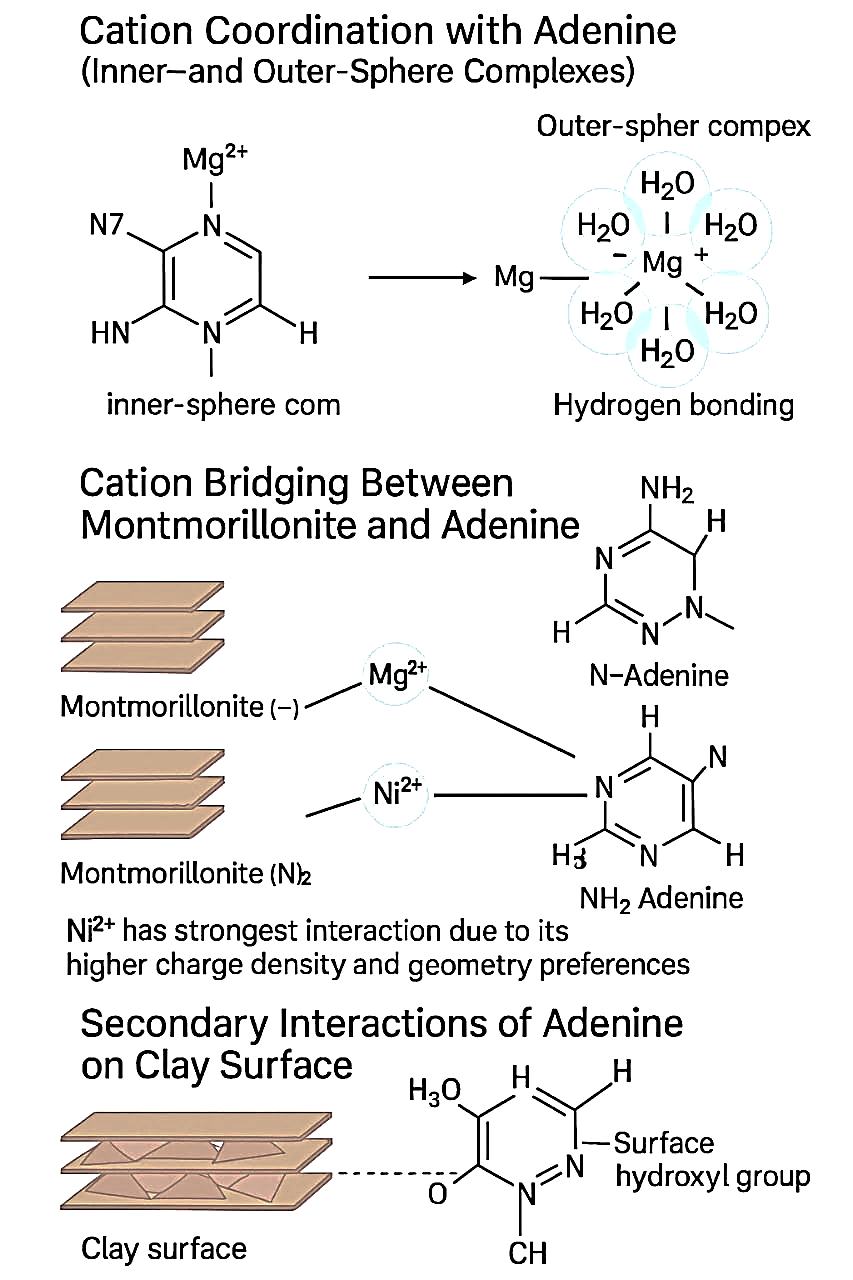 Cation Coordination with Adenine
(Inner–and Outer-Sphere Complexes)
Outer-spher compex
Mg²⁺
N7
N
HN
N
H
inner-sphere com
Mg
H₂O
H₂O
H₂O
- Mg +
H₂O
H₂O
H₂O
Hydrogen bonding
Cation Bridging Between
Montmorillonite and Adenine
NH₂
H
N
N
H
N
N–Adenine
Montmorillonite (–)
Mg²⁺
Ni²⁺
Montmorillonite (N)₂
H
N
N
H3
N
H
NH₂ Adenine
Ni²⁺ has strongest interaction due to its
higher charge density and geometry preferences
Secondary Interactions of Adenine
on Clay Surface
H₃O
H
H
Surface
hydroxyl group
N
N
O
CH
Clay surface